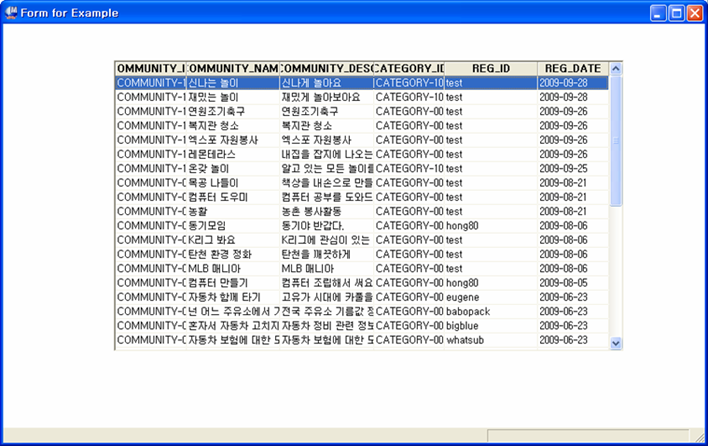 Form for Example
OMMUNITY_I OMMUNITY_NAM COMMUNITY_DESC CATEGORY_ID REG_ID REG_DATE
COMMUNITY-1 신나는 놀이 신나게 놀아요 CATEGORY-10 test 2009-09-28
COMMUNITY-1 재밌는 놀이 재밌게 놀아보아요 CATEGORY-10 test 2009-09-28
COMMUNITY-1 연원조기축구 CATEGORY-00 test 2009-09-26
COMMUNITY-1 복지관 청소 복지관 청소 CATEGORY-00 test 2009-09-26
COMMUNITY-1 엑스포 자원봉사 엑스포 자원봉사 CATEGORY-00 test 2009-09-26
COMMUNITY-1 레몬테라스 내집을 잡지에 나오는 CATEGORY-00 test 2009-09-26
COMMUNITY-1 온갖 놀이 알고 있는 모든 놀이를 CATEGORY-10 test 2009-09-25
COMMUNITY-0 목공 나들이 책상을 내손으로 만들 CATEGORY-00 test 2009-08-21
COMMUNITY-0 컴퓨터 도우미 컴퓨터 공부를 도와드 CATEGORY-00 test 2009-08-21
COMMUNITY-0 농활 농촌 봉사활동 CATEGORY-00 test 2009-08-21
COMMUNITY-0 동기모임 동기야 반갑다. CATEGORY-00 hong80 2009-08-06
COMMUNITY-0 K리그 봐요 K리그에 관심이 있는 CATEGORY-00 test 2009-08-06
COMMUNITY-0 탄천 환경 정화 탄천을 깨끗하게 CATEGORY-00 test 2009-08-06
COMMUNITY-0 MLB 매니아 MLB 매니아 CATEGORY-00 test 2009-08-06
COMMUNITY-0 컴퓨터 만들기 컴퓨터 조립해서 써요 CATEGORY-00 hong80 2009-08-05
COMMUNITY-0 자동차 함께 타기 고유가 시대에 카풀을 CATEGORY-00 eugene 2009-06-23
COMMUNITY-0 넌 어느 주유소에서 기 전국 주유소 기름값 정 CATEGORY-00 babopack 2009-06-23
COMMUNITY-0 혼자서 자동차 고치지 자동차 정비 관련 정보 CATEGORY-00 bigblue 2009-06-23
COMMUNITY-0 자동차 보험에 대한 모 자동차 보험에 대한 모 CATEGORY-00 whatsub 2009-06-23